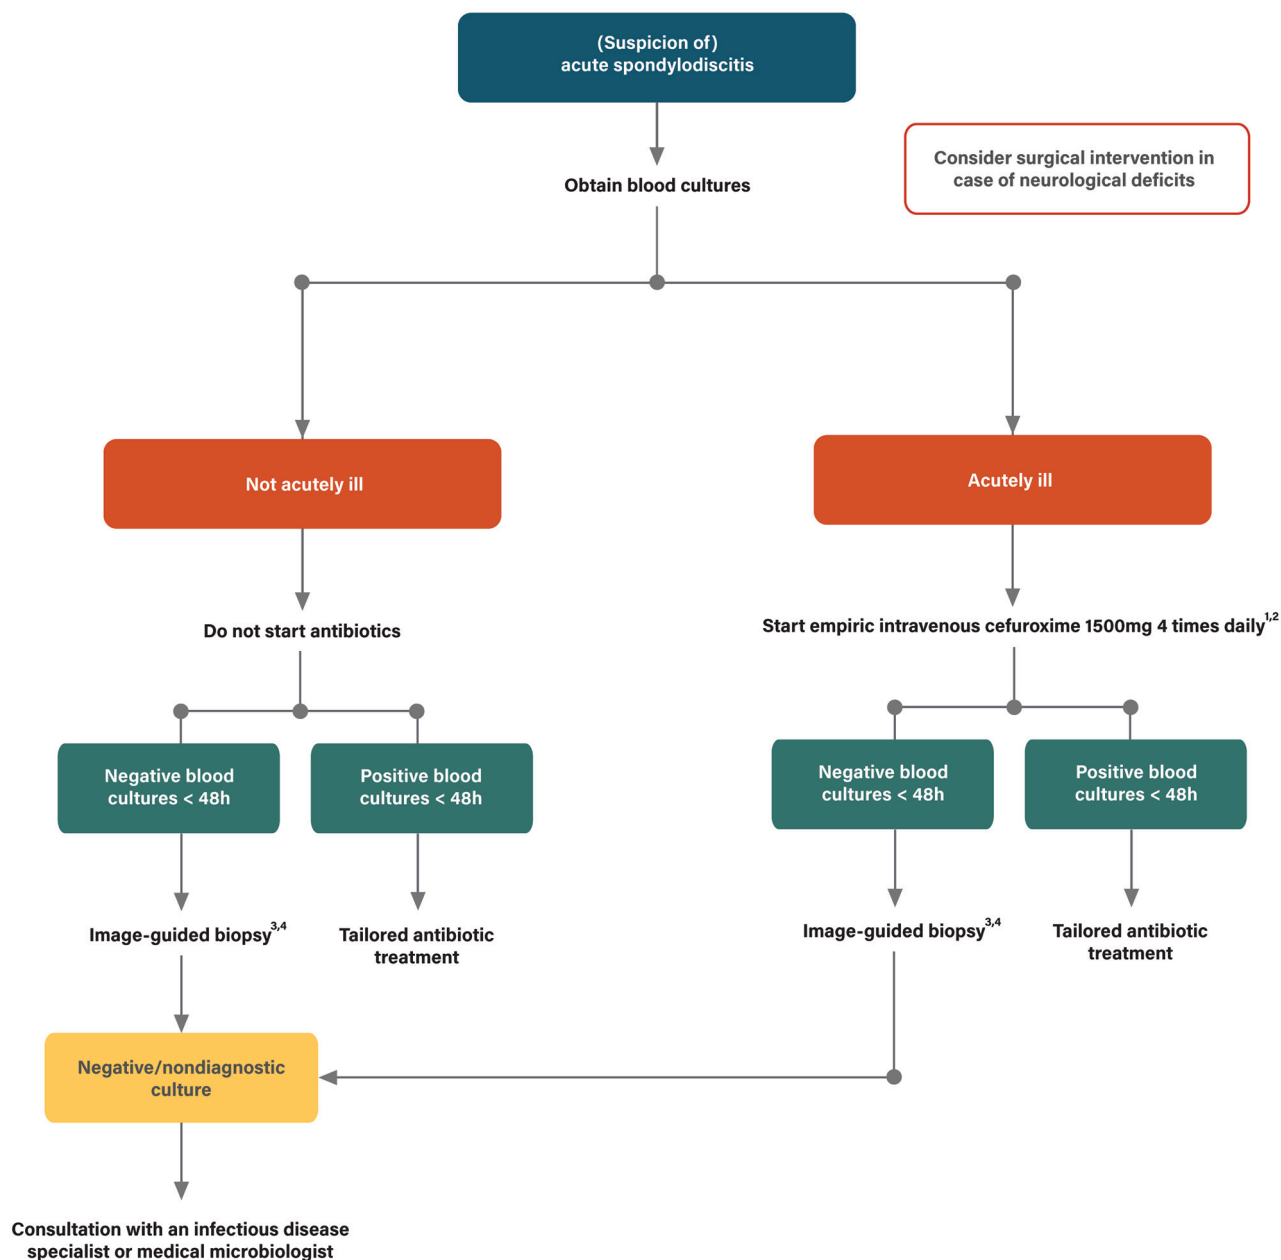 (Suspicion of)
acute spondylodiscitis
Consider surgical intervention in
case of neurological deficits
Obtain blood cultures
Not acutely ill
Acutely ill
Do not start antibiotics
Start empiric intravenous cefuroxime 1500mg 4 times daily1,2
Negative blood
cultures < 48h
Positive blood
cultures < 48h
Negative blood
cultures < 48h
Positive blood
cultures < 48h
Image-guided biopsy3,4
Tailored antibiotic
treatment
Image-guided biopsy3,4
Tailored antibiotic
treatment
Negative/nondiagnostic
culture
Consultation with an infectious disease
specialist or medical microbiologist